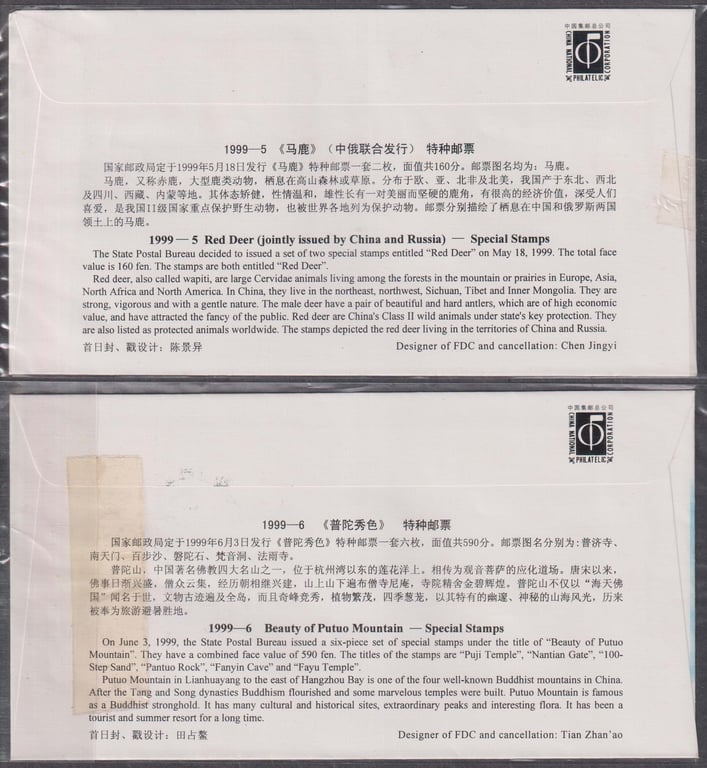 中国集邮总公司
CHINA NATIONAL
PHILATELIC
CORPORATION
1999—5 《马鹿》（中俄联合发行） 特种邮票
国家邮政局定于1999年5月18日发行《马鹿》特种邮票一套二枚，面值共160分。邮票图名均为：马鹿。
马鹿，又称赤鹿，大型鹿类动物，栖息在高山森林或草原。分布于欧、亚、北非及北美，我国产于东北、西北
及四川、西藏、内蒙等地。其体态矫健，性情温和，雄性长有一对美丽而坚硬的鹿角，有很高的经济价值，深受人们
喜爱，是我国II级国家重点保护野生动物，也被世界各地列为保护动物。邮票分别描绘了栖息在中国和俄罗斯两国
领土上的马鹿。
1999 — 5 Red Deer (jointly issued by China and Russia) — Special Stamps
The State Postal Bureau decided to issued a set of two special stamps entitled “Red Deer” on May 18, 1999. The total face
value is 160 fen. The stamps are both entitled “Red Deer”.
Red deer, also called wapiti, are large Cervidae animals living among the forests in the mountain or prairies in Europe, Asia,
North Africa and North America. In China, they live in the northeast, northwest, Sichuan, Tibet and Inner Mongolia. They are
strong, vigorous and with a gentle nature. The male deer have a pair of beautiful and hard antlers, which are of high economic
value, and have attracted the fancy of the public. Red deer are China's Class II wild animals under state's key protection. They
are also listed as protected animals worldwide. The stamps depicted the red deer living in the territories of China and Russia.
首日封、戳设计：陈景异 Designer of FDC and cancellation: Chen Jingyi
中国集邮总公司
CHINA NATIONAL
PHILATELIC
CORPORATION
1999—6 《普陀秀色》 特种邮票
国家邮政局定于1999年6月3日发行《普陀秀色》特种邮票一套六枚，面值共590分。邮票图名分别为:普济寺、
南天门、百步沙、磐陀石、梵音洞、法雨寺。
普陀山，中国著名佛教四大名山之一，位于杭州湾以东的莲花洋上。相传为观音菩萨的应化道场。唐宋以来，
佛事日渐兴盛，僧众云集，经历朝相继兴建，山上山下遍布僧寺尼庵，寺院精舍金碧辉煌。普陀山不仅以“海天佛
国”闻名于世，文物古迹遍及全岛，而且奇峰竞秀，植物繁茂，四季葱茏，以其特有的幽邃、神秘的山海风光，历来
被奉为旅游避暑胜地。
1999—6 Beauty of Putuo Mountain — Special Stamps
On June 3, 1999, the State Postal Bureau issued a six-piece set of special stamps under the title of “Beauty of Putuo
Mountain”. They have a combined face value of 590 fen. The titles of the stamps are “Puji Temple”, “Nantian Gate”, “100-
Step Sand”, “Pantuo Rock”, “Fanyin Cave” and “Fayu Temple”.
Putuo Mountain in Lianhuayang to the east of Hangzhou Bay is one of the four well-known Buddhist mountains in China.
After the Tang and Song dynasties Buddhism flourished and some marvelous temples were built. Putuo Mountain is famous
as a Buddhist stronghold. It has many cultural and historical sites, extraordinary peaks and interesting flora. It has been a
tourist and summer resort for a long time.
首日封、戳设计：田占鳌 Designer of FDC and cancellation: Tian Zhan'ao